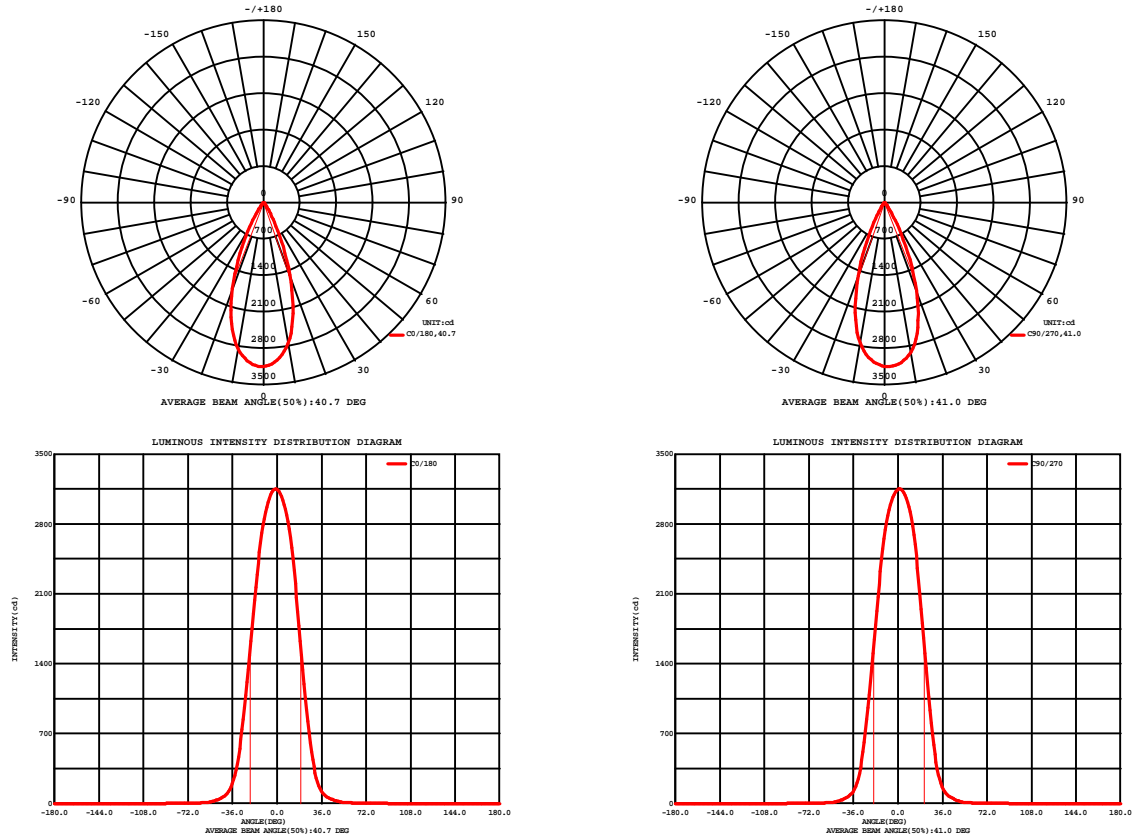 -/+180
-150
150
-120
120
-90
0
90
700
1400
-60
60
2100
UNIT:cd
C0/180,40.7
2800
-30
3500
30
0
AVERAGE BEAM ANGLE(50%):40.7 DEG
-/+180
-150
150
-120
120
-90
0
90
700
1400
-60
60
2100
UNIT:cd
C90/270,41.0
2800
-30
3500
30
0
AVERAGE BEAM ANGLE(50%):41.0 DEG
LUMINOUS INTENSITY DISTRIBUTION DIAGRAM
3500
C0/180
2800
2100
INTENSITY(cd)
1400
700
0
-180.0 -144.0 -108.0 -72.0 -36.0 0.0 36.0 72.0 108.0 144.0 180.0
ANGLE(DEG)
AVERAGE BEAM ANGLE(50%):40.7 DEG
LUMINOUS INTENSITY DISTRIBUTION DIAGRAM
3500
C90/270
2800
2100
INTENSITY(cd)
1400
700
0
-180.0 -144.0 -108.0 -72.0 -36.0 0.0 36.0 72.0 108.0 144.0 180.0
ANGLE(DEG)
AVERAGE BEAM ANGLE(50%):41.0 DEG